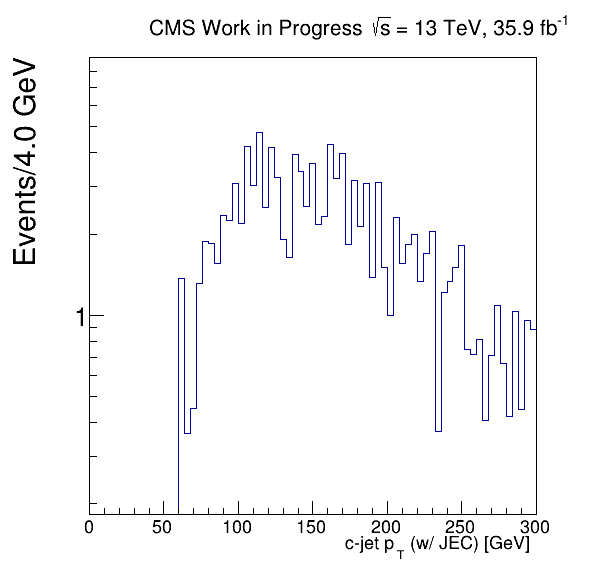 CMS Work in Progress √s = 13 TeV, 35.9 fb⁻¹
Events/4.0 GeV
1
0 50 100 150 200 250 300
c-jet p_T (w/ JEC) [GeV]